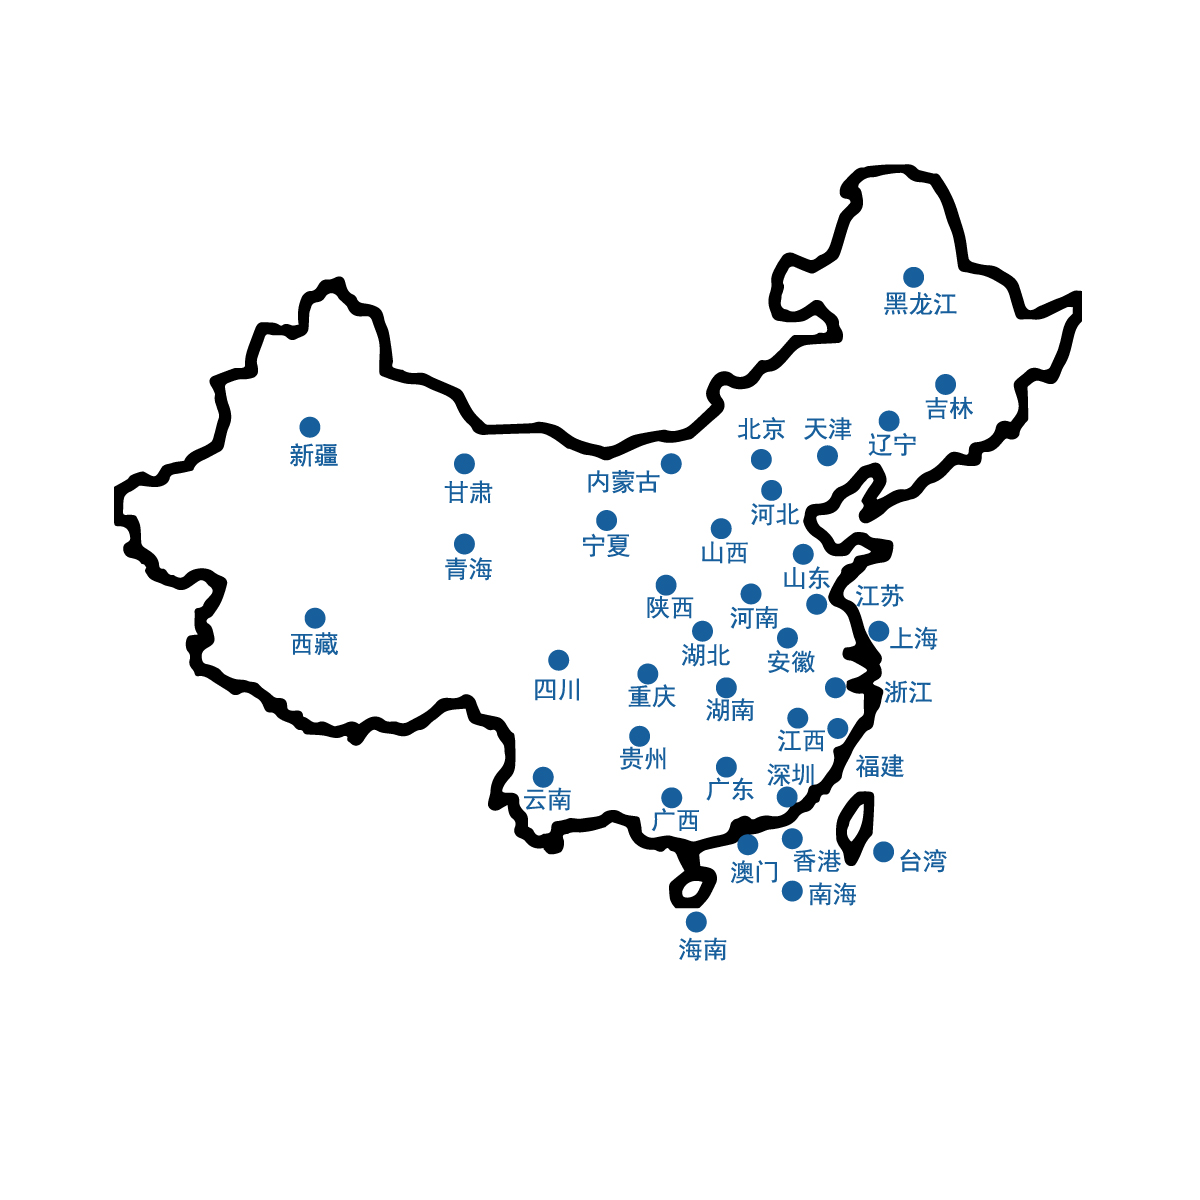 黑龙江
吉林
北京
天津
辽宁
新疆
内蒙古
甘肃
河北
宁夏
山西
青海
山东
江苏
陕西
河南
上海
西藏
湖北
安徽
四川
重庆
浙江
湖南
江西
贵州
福建
深圳
广东
云南
广西
香港
台湾
澳门
南海
海南